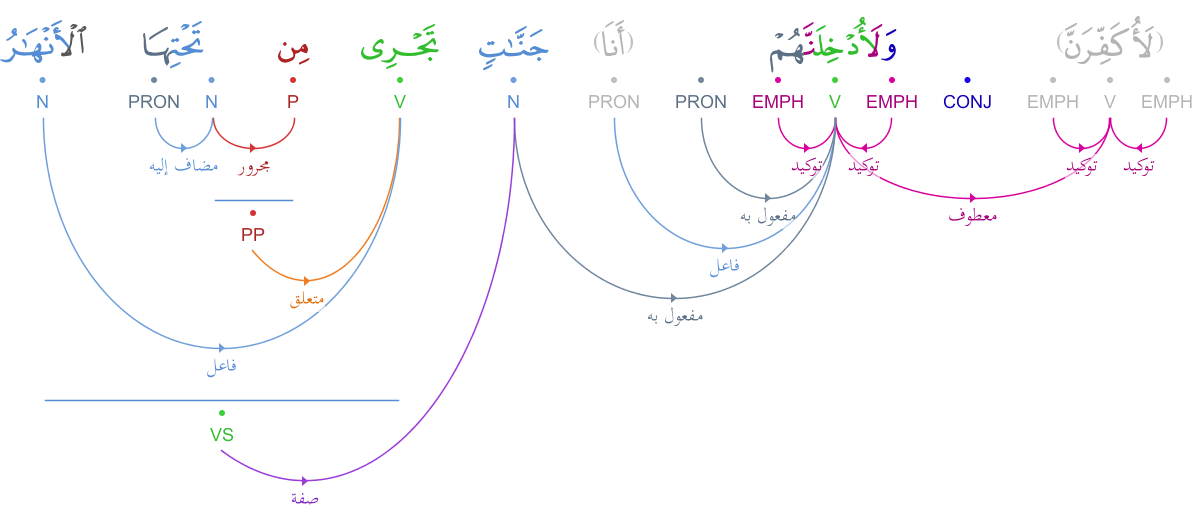 (لَأُكَفِّرَنَّ) وَلَأُدْخِلَنَّهُمْ (أَنَا) جَنَّـٰتٍ تَجْرِى مِن تَحْتِهَا ٱلْأَنْهَـٰرُ
EMPH V EMPH CONJ EMPH V EMPH PRON PRON N V P N PRON N
توكيد توكيد توكيد توكيد مجرور مضاف إليه
معطوف مفعول به
PP
فاعل
متعلق
مفعول به
فاعل
VS
صفة